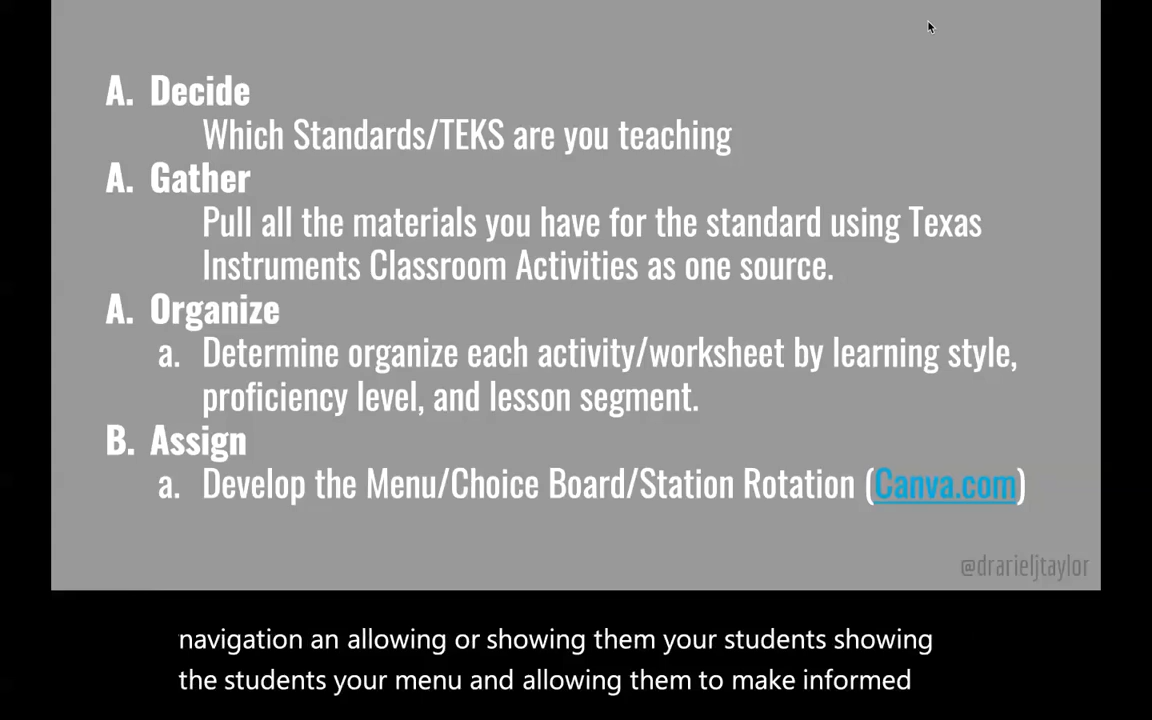 A. Decide
Which Standards/TEKS are you teaching
A. Gather
Pull all the materials you have for the standard using Texas
Instruments Classroom Activities as one source.
A. Organize
a. Determine organize each activity/worksheet by learning style,
proficiency level, and lesson segment.
B. Assign
a. Develop the Menu/Choice Board/Station Rotation (Canva.com)
@drarieljtaylor
navigation an allowing or showing them your students showing
the students your menu and allowing them to make informed